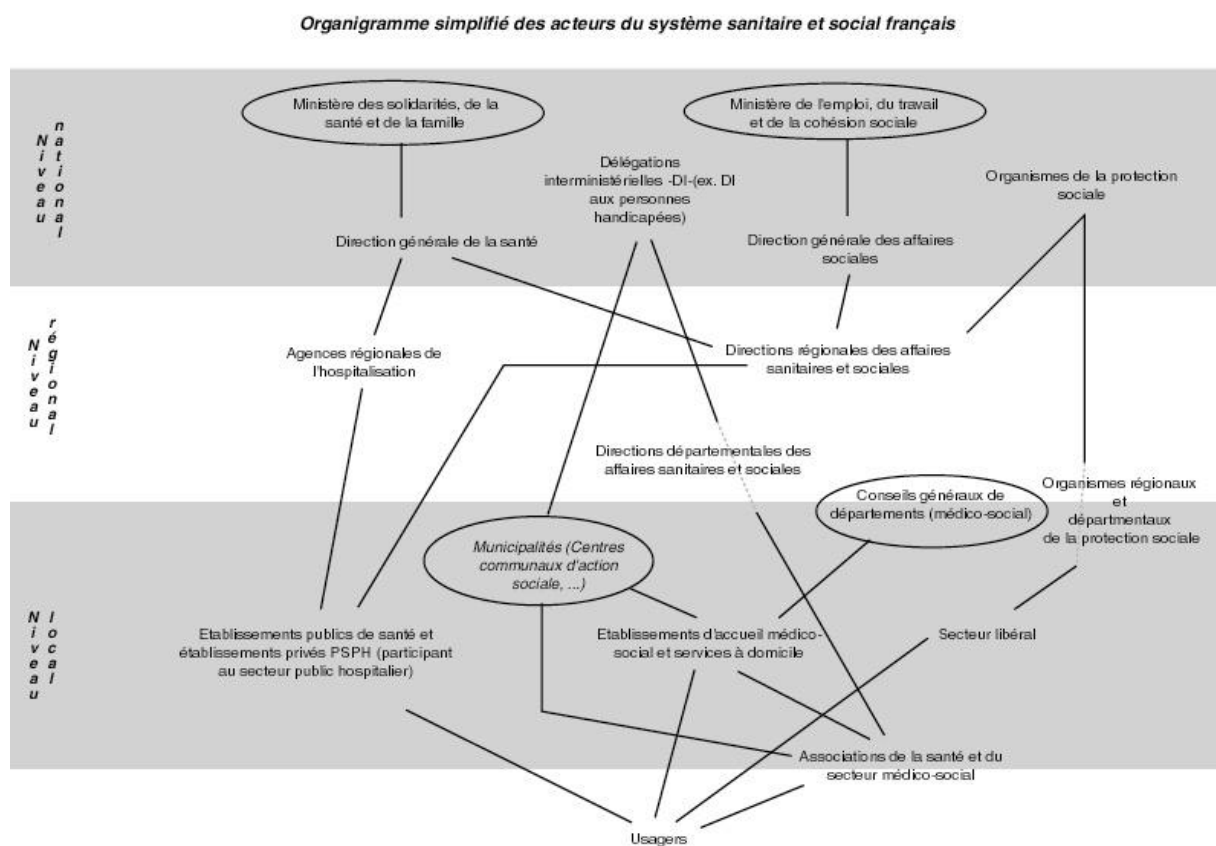 Organigramme simplifié des acteurs du système sanitaire et social français
Niveau
national
Ministère des solidarités, de la
santé et de la famille
Ministère de l'emploi, du travail
et de la cohésion sociale
Délégations
interministérielles -DI-(ex. DI
aux personnes
handicapées)
Organismes de la protection
sociale
Direction générale de la santé
Direction générale des affaires
sociales
Niveau
régional
Agences régionales de
l'hospitalisation
Directions régionales des affaires
sanitaires et sociales
Directions départementales des
affaires sanitaires et sociales
Conseils généraux de
départements (médico-social)
Organismes régionaux
et
départmentaux
de la protection sociale
Niveau
local
Municipalités (Centres
communaux d'action
sociale, ...)
Etablissements publics de santé et
établissements privés PSPH (participant
au secteur public hospitalier)
Etablissements d'accueil médico-
social et services à domicile
Secteur libéral
Associations de la santé et du
secteur médico-social
Usagers